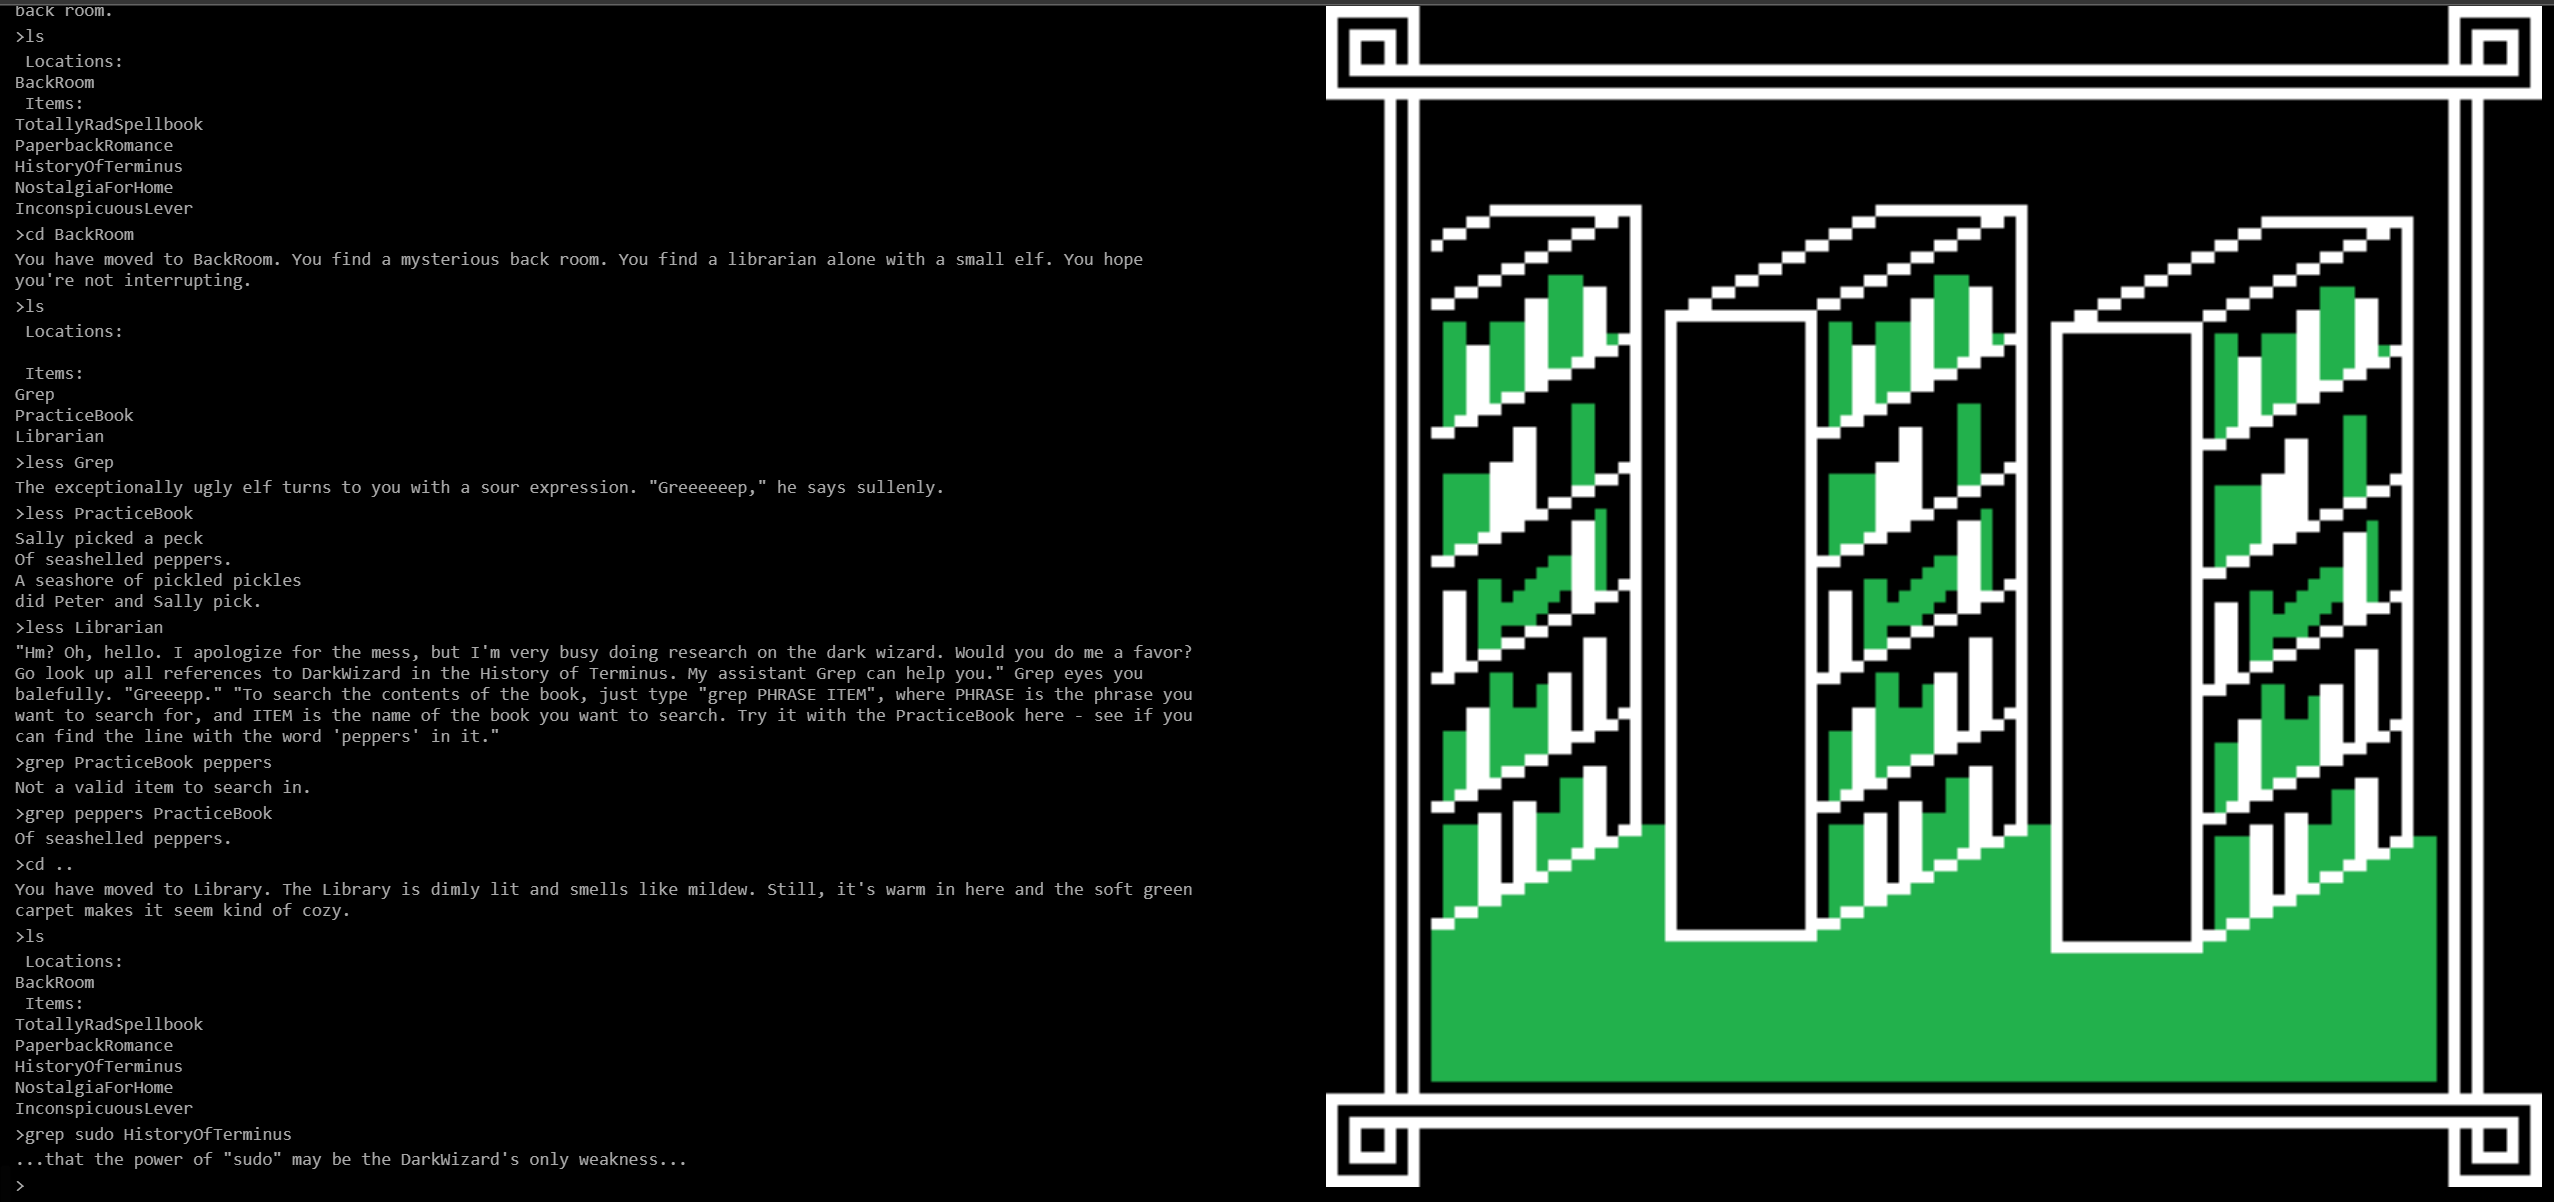 back room.
>ls
Locations:
BackRoom
Items:
TotallyRadSpellbook
PaperbackRomance
HistoryOfTerminus
NostalgiaForHome
InconspicuousLever
>cd BackRoom
You have moved to BackRoom. You find a mysterious back room. You find a librarian alone with a small elf. You hope
you're not interrupting.
>ls
Locations:
Items:
Grep
PracticeBook
Librarian
>less Grep
The exceptionally ugly elf turns to you with a sour expression. "Greeeeeep," he says sullenly.
>less PracticeBook
Sally picked a peck
Of seashelled peppers.
A seashore of pickled pickles
did Peter and Sally pick.
>less Librarian
"Hm? Oh, hello. I apologize for the mess, but I'm very busy doing research on the dark wizard. Would you do me a favor?
Go look up all references to DarkWizard in the History of Terminus. My assistant Grep can help you." Grep eyes you
balefully. "Greeepp." "To search the contents of the book, just type "grep PHRASE ITEM", where PHRASE is the phrase you
want to search for, and ITEM is the name of the book you want to search. Try it with the PracticeBook here - see if you
can find the line with the word 'peppers' in it."
>grep PracticeBook peppers
Not a valid item to search in.
>grep peppers PracticeBook
Of seashelled peppers.
>cd ..
You have moved to Library. The Library is dimly lit and smells like mildew. Still, it's warm in here and the soft green
carpet makes it seem kind of cozy.
>ls
Locations:
BackRoom
Items:
TotallyRadSpellbook
PaperbackRomance
HistoryOfTerminus
NostalgiaForHome
InconspicuousLever
>grep sudo HistoryOfTerminus
...that the power of "sudo" may be the DarkWizard's only weakness...
>